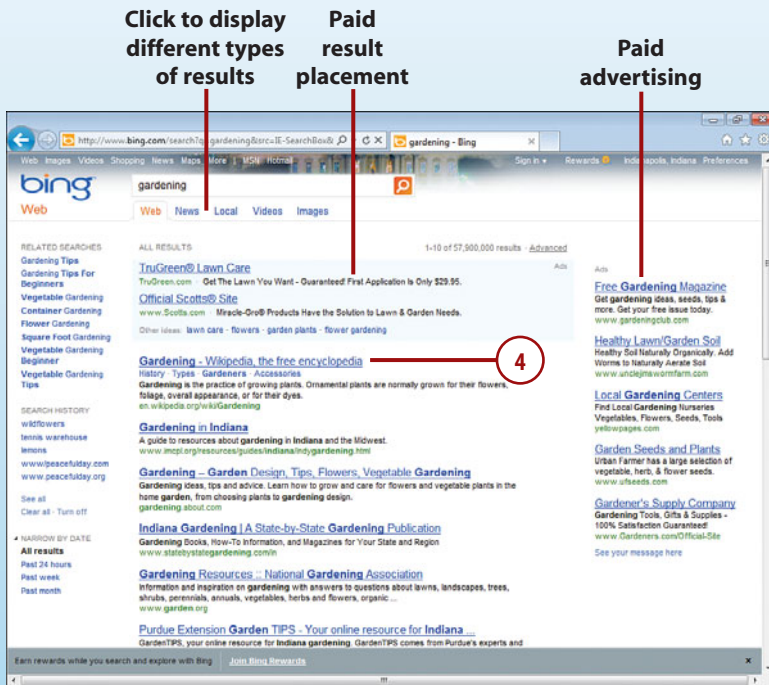 Click to display
different types
of results
Paid
result
placement
Paid
advertising
http://www.bing.com/search?q=gardening&src=IE-SearchBox&
gardening - Bing
Web Images Videos Shopping News Maps More | MSN Hotmail
Sign in Rewards Indianapolis, Indiana Preferences
bing
gardening
Web
Web News Local Videos Images
RELATED SEARCHES
Gardening Tips
Gardening Tips For
Beginners
Vegetable Gardening
Container Gardening
Flower Gardening
Square Foot Gardening
Vegetable Gardening
Beginner
Vegetable Gardening
Tips
SEARCH HISTORY
wildflowers
tennis warehouse
lemons
www/peacefulday.com
www.peacefulday.org
See all
Clear all · Turn off
NARROW BY DATE
All results
Past 24 hours
Past week
Past month
ALL RESULTS
1-10 of 57,900,000 results · Advanced
TruGreen® Lawn Care
Ads
TruGreen.com · Get The Lawn You Want - Guaranteed! First Application Is Only $29.95.
Official Scotts® Site
www.Scotts.com · Miracle-Gro® Products Have the Solution to Lawn & Garden Needs.
Other ideas: lawn care · flowers · garden plants · flower gardening
Gardening - Wikipedia, the free encyclopedia
4
History · Types · Gardeners · Accessories
Gardening is the practice of growing plants. Ornamental plants are normally grown for their flowers,
foliage, overall appearance, or for their dyes.
en.wikipedia.org/wiki/Gardening
Gardening in Indiana
A guide to resources about gardening in Indiana and the Midwest.
www.imcpl.org/resources/guides/indiana/indygardening.html
Gardening – Garden Design, Tips, Flowers, Vegetable Gardening
Gardening ideas, tips and advice. Learn how to grow and care for flowers and vegetable plants in the
home garden, from choosing plants to gardening design.
gardening.about.com
Indiana Gardening | A State-by-State Gardening Publication
Gardening Books, How-To Information, and Magazines for Your State and Region
www.statebystategardening.com/in
Gardening Resources :: National Gardening Association
Information and inspiration on gardening with answers to questions about lawns, landscapes, trees,
shrubs, perennials, annuals, vegetables, herbs and flowers, organic ...
www.garden.org
Purdue Extension Garden TIPS - Your online resource for Indiana ...
GardenTIPS, your online resource for Indiana gardening. GardenTIPS comes from Purdue's experts and
Ads
Free Gardening Magazine
Get gardening ideas, seeds, tips &
more. Get your free issue today.
www.gardeningclub.com
Healthy Lawn/Garden Soil
Healthy Soil Naturally Organically. Add
Worms to Naturally Aerate Soil
www.unclejimswormfarm.com
Local Gardening Centers
Find Local Gardening Nurseries
Vegetables, Flowers, Seeds, Tools
yellowpages.com
Garden Seeds and Plants
Urban Farmer has a large selection of
vegetable, herb, & flower seeds.
www.ufseeds.com
Gardener's Supply Company
Gardening Tools, Gifts & Supplies -
100% Satisfaction Guaranteed!
www.Gardeners.com/Official-Site
See your message here
Earn rewards while you search and explore with Bing Join Bing Rewards